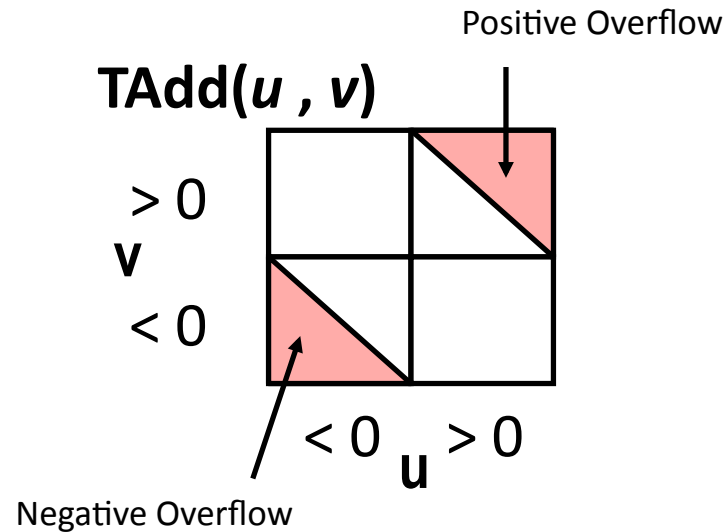 Positive Overflow
TAdd(u , v)
> 0
v
< 0
< 0 u > 0
Negative Overflow